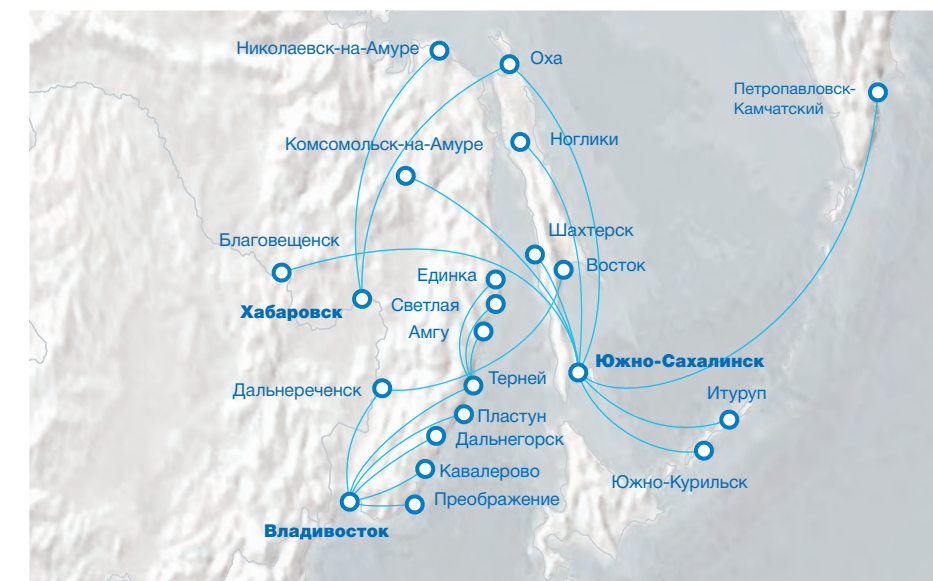 Николаевск-на-Амуре
Оха
Петропавловск-
Камчатский
Ноглики
Комсомольск-на-Амуре
Шахтерск
Благовещенск
Восток
Единка
Хабаровск
Светлая
Амгу
Южно-Сахалинск
Терней
Дальнереченск
Итуруп
Пластун
Дальнегорск
Кавалерово
Южно-Курильск
Преображение
Владивосток